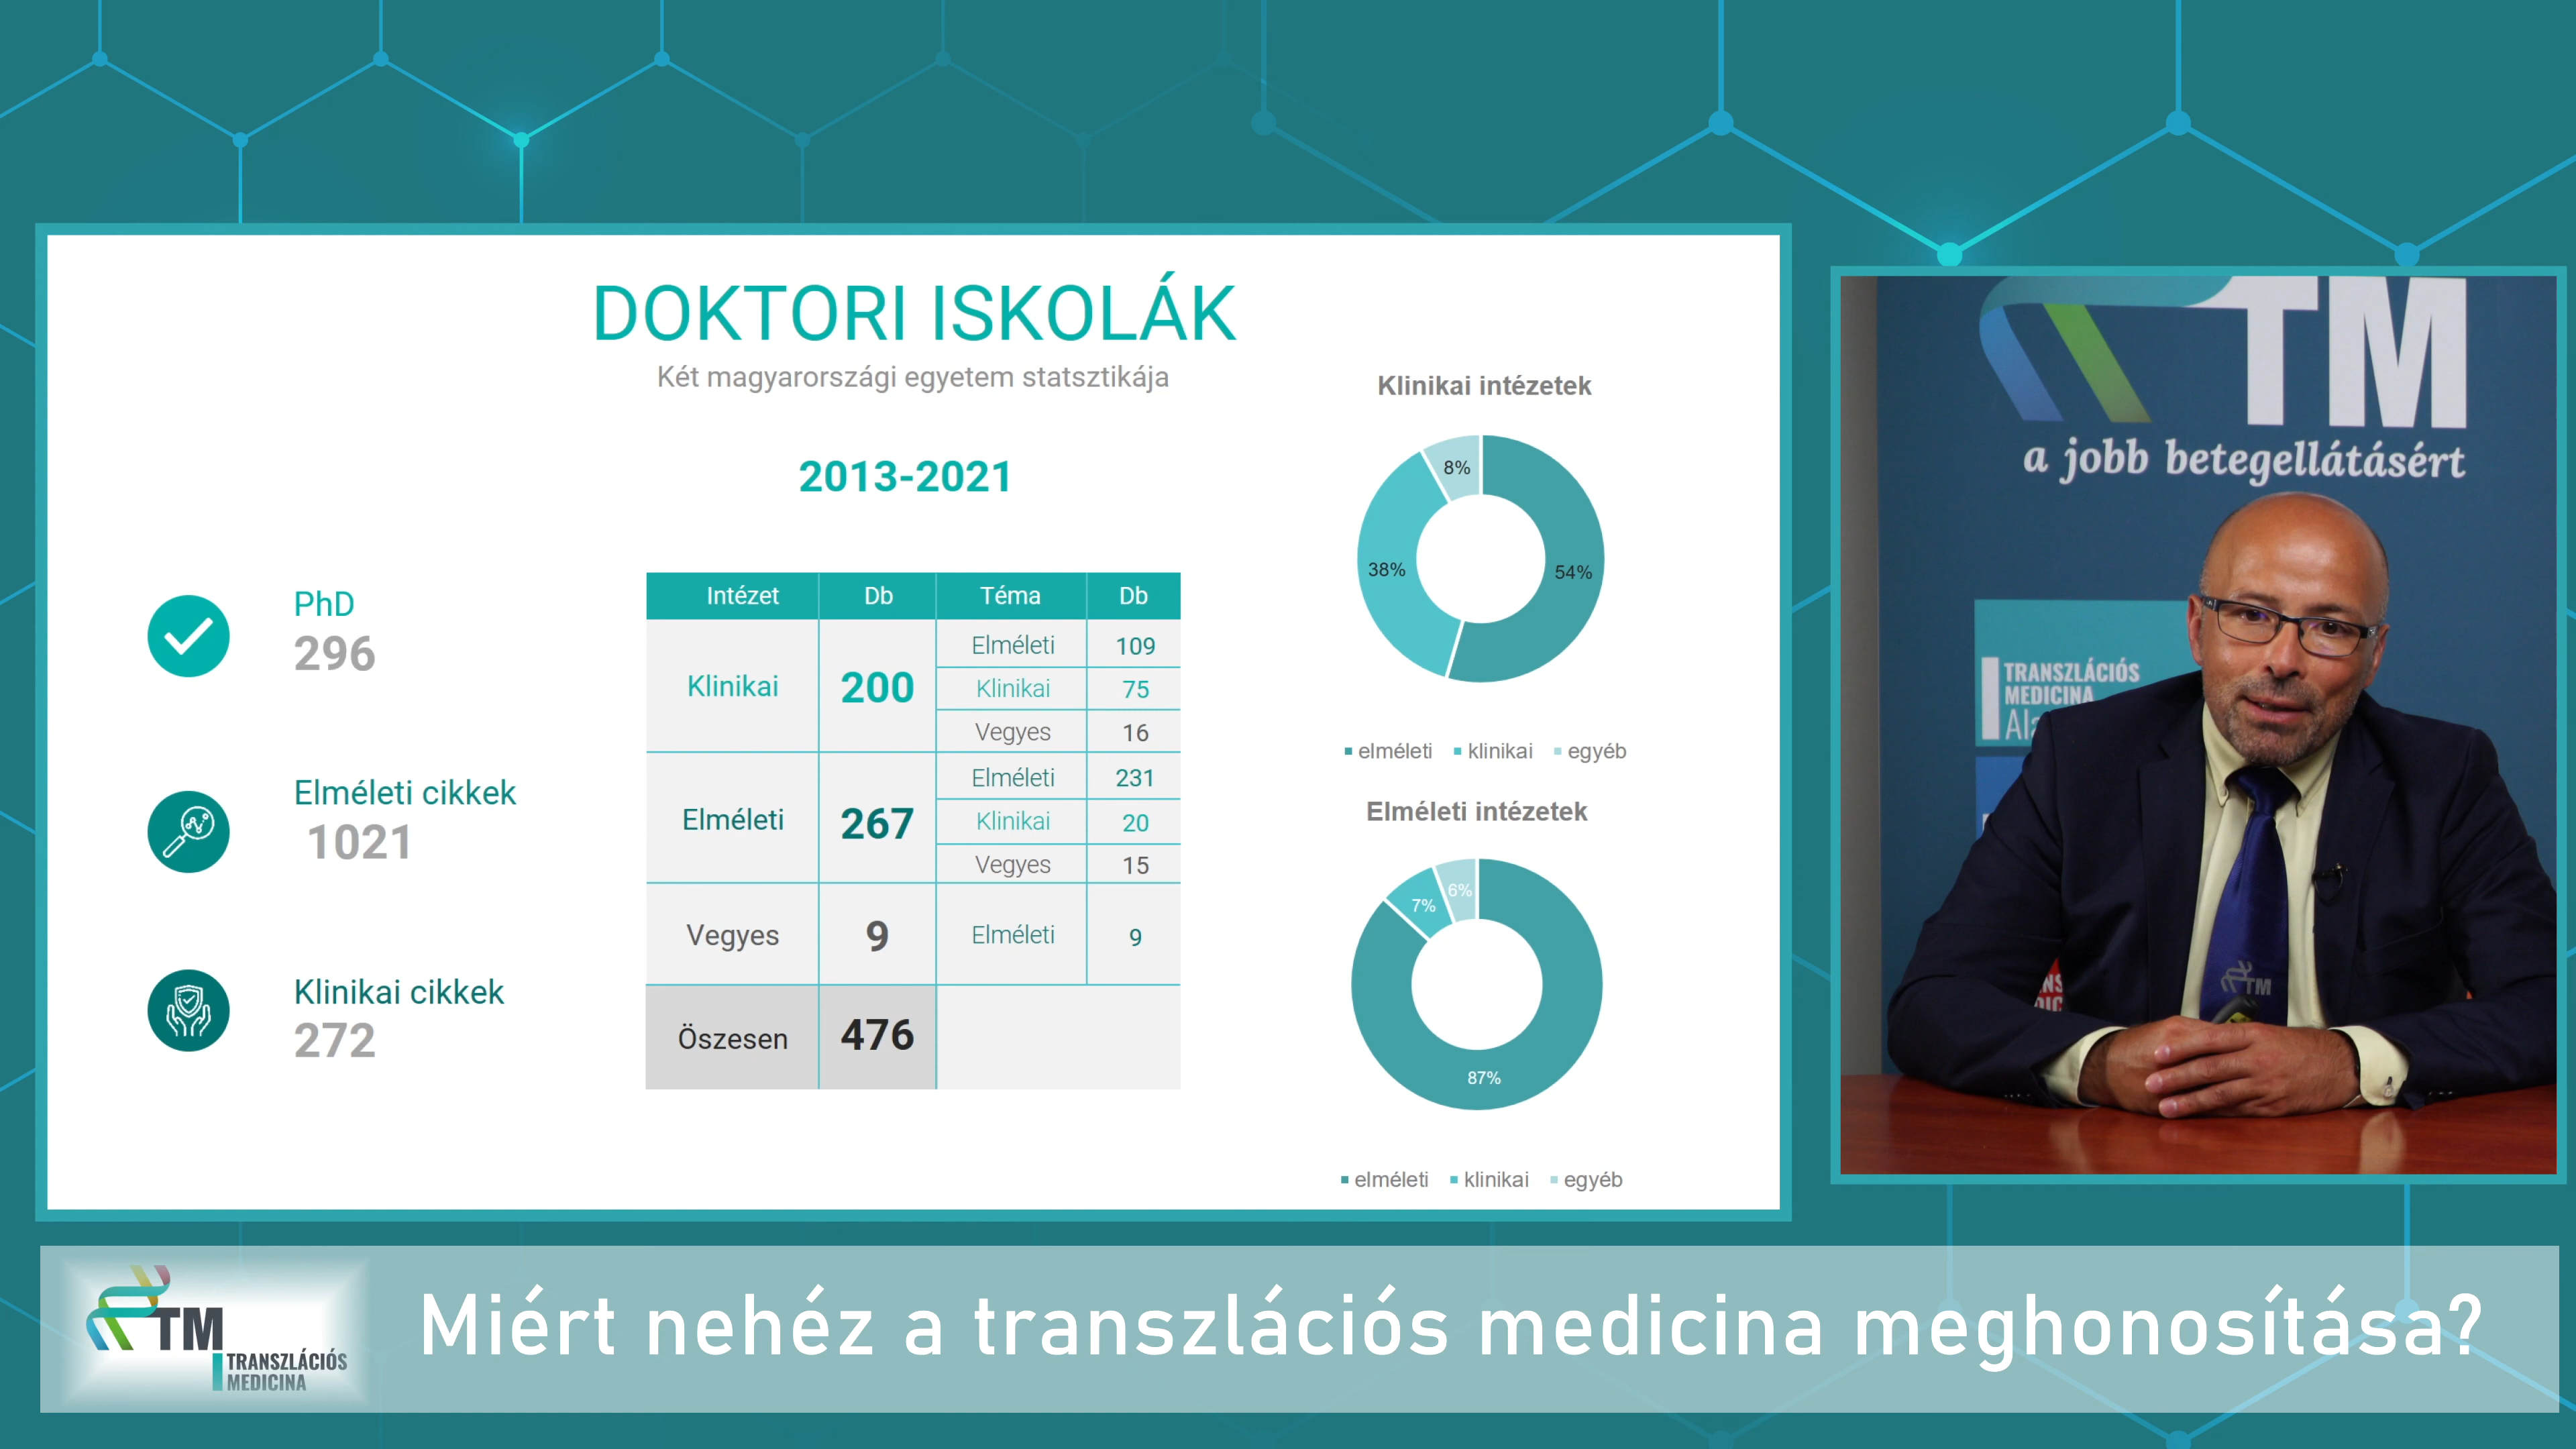 DOKTORI ISKOLÁK
Két magyarországi egyetem statsztikája
2013-2021
PhD
296
Elméleti cikkek
1021
Klinikai cikkek
272
Intézet Db Téma Db
Klinikai 200 Elméleti 109
Klinikai 75
Vegyes 16
Elméleti 267 Elméleti 231
Klinikai 20
Vegyes 15
Vegyes 9 Elméleti 9
Öszesen 476
Klinikai intézetek
8%
38%
54%
elméleti klinikai egyéb
Elméleti intézetek
6%
7%
87%
elméleti klinikai egyéb
TM
a jobb betegellátásért
TRANSZLÁCIÓS
MEDICINA
TM
TM
TRANSZLÁCIÓS
MEDICINA
Miért nehéz a transzlációs medicina meghonosítása?